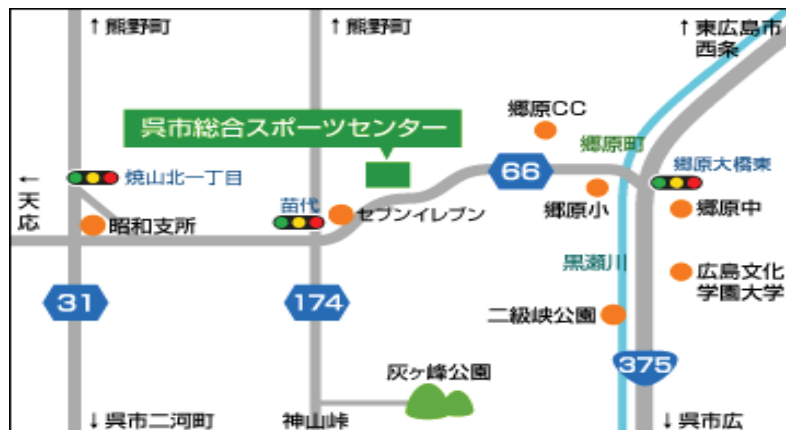 ↑熊野町
↑熊野町
↑東広島市
西条
呉市総合スポーツセンター
郷原CC
郷原町
←天応
焼山北一丁目
66
郷原大橋東
苗代
セブンイレブン
郷原小
郷原中
昭和支所
黒瀬川
広島文化
学園大学
31
174
二級峡公園
灰ヶ峰公園
375
↓呉市二河町
神山峠
↓呉市広